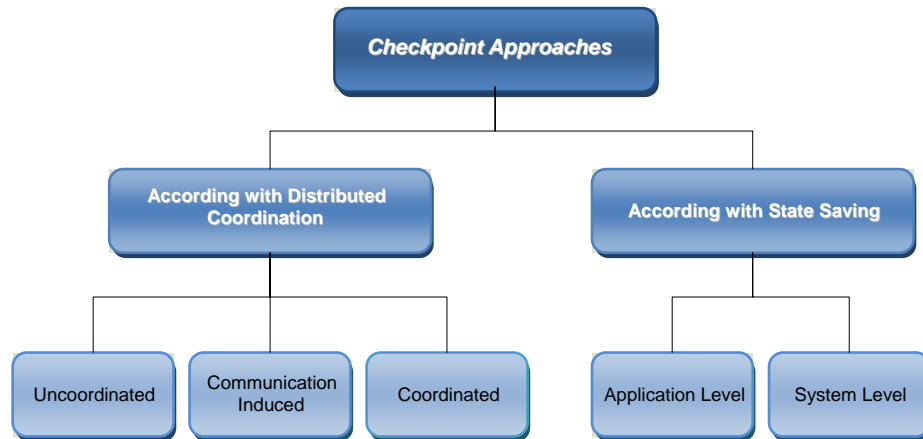 Checkpoint Approaches
According with Distributed
Coordination
According with State Saving
Uncoordinated
Communication
Induced
Coordinated
Application Level
System Level